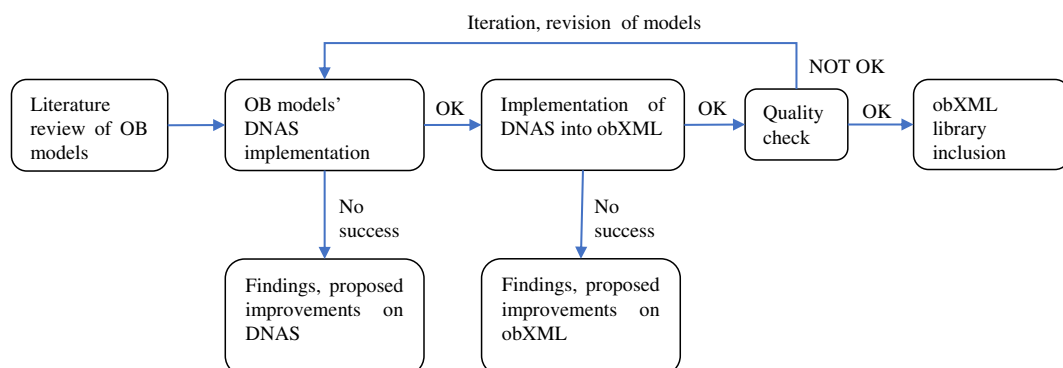 Iteration, revision of models
NOT OK
Literature
review of OB
models
OB models’
DNAS
implementation
OK
Implementation of
DNAS into obXML
OK
Quality
check
OK
obXML
library
inclusion
No
success
No
success
Findings, proposed
improvements on
DNAS
Findings, proposed
improvements on
obXML